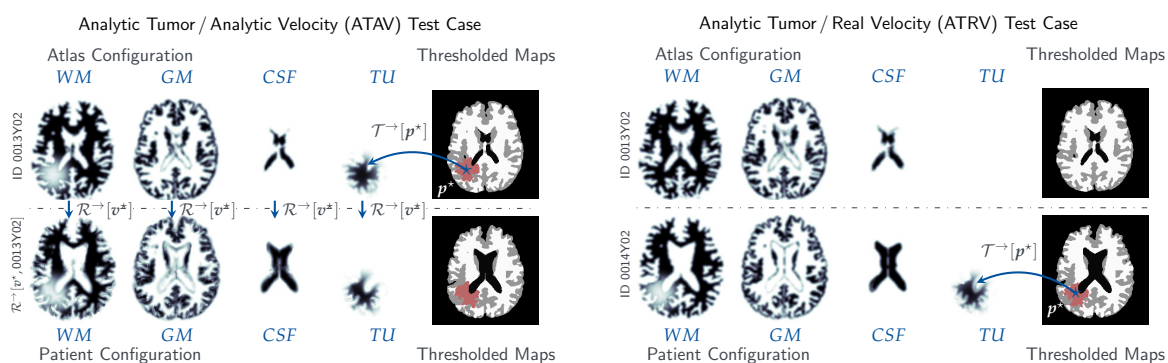 Analytic Tumor / Analytic Velocity (ATAV) Test Case
Atlas Configuration
Thresholded Maps
WM GM CSF TU
ID 0013Y02
𝒯→[p⋆]
p⋆
ℛ→[v⋆] ℛ→[v⋆] ℛ→[v⋆] ℛ→[v⋆]
ℛ→[v⋆, 0013Y02]
WM GM CSF TU
Patient Configuration
Thresholded Maps
Analytic Tumor / Real Velocity (ATRV) Test Case
Atlas Configuration
Thresholded Maps
WM GM CSF TU
ID 0013Y02
ID 0014Y02
𝒯→[p⋆]
p⋆
WM GM CSF TU
Patient Configuration
Thresholded Maps